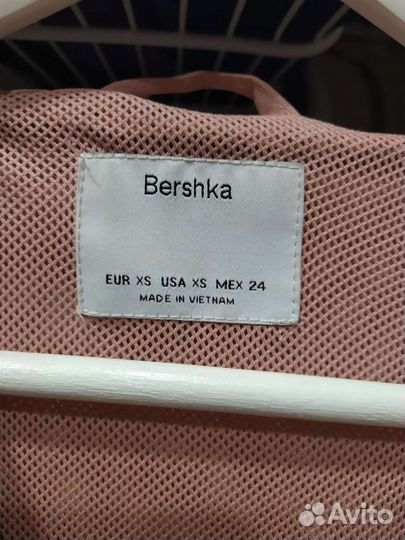 Bershka
EUR XS USA XS MEX 24
MADE IN VIETNAM
Avito